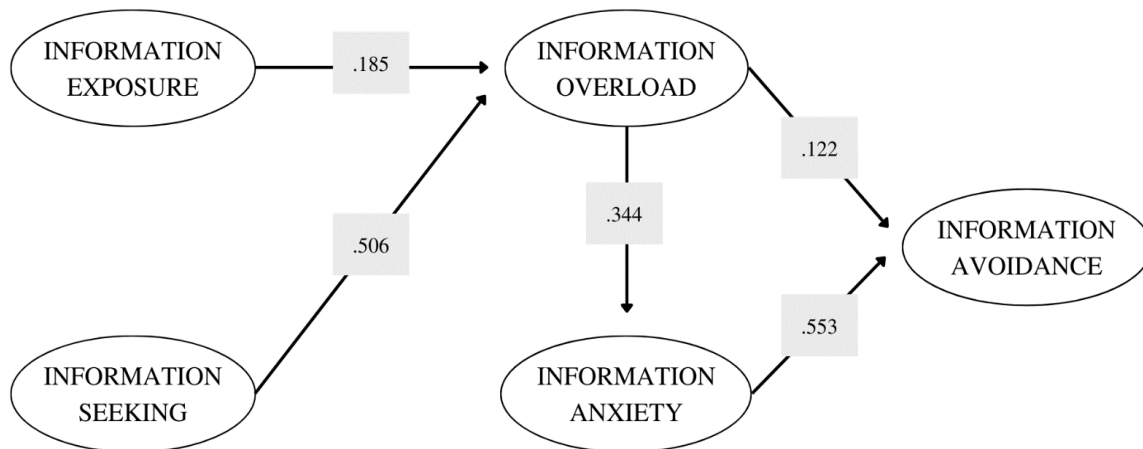 INFORMATION
EXPOSURE
.185
INFORMATION
OVERLOAD
.122
.344
.506
INFORMATION
AVOIDANCE
.553
INFORMATION
SEEKING
INFORMATION
ANXIETY